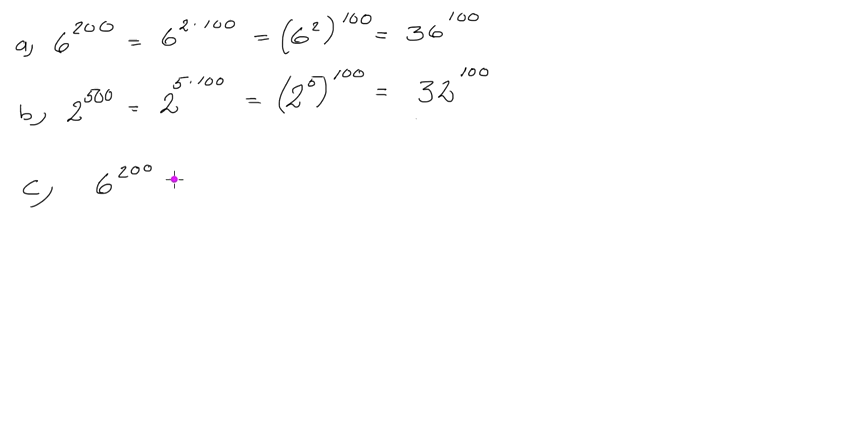 a) 6^200 = 6^2·100 = (6^2)^100 = 36^100
b) 2^500 = 2^5·100 = (2^5)^100 = 32^100
c) 6^200